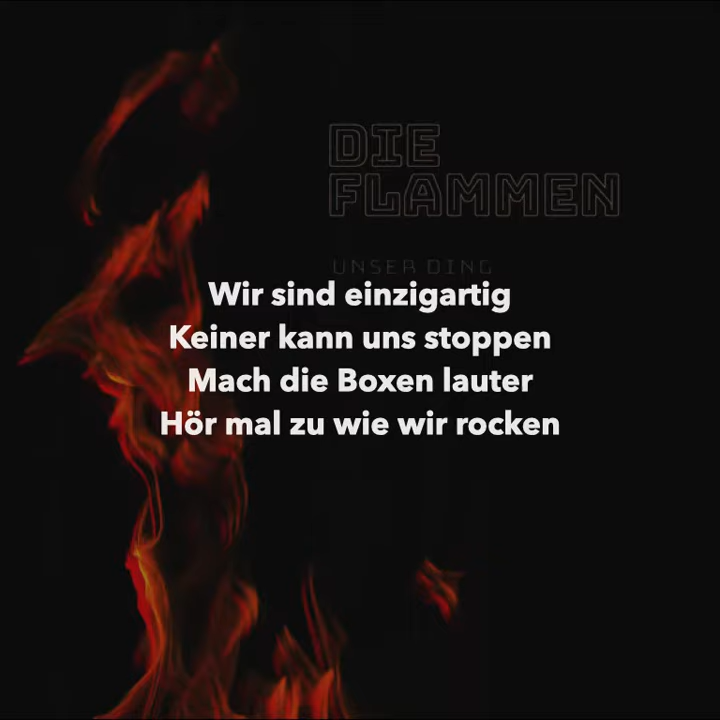 DIE
FLAMMEN
UNSER DING
Wir sind einzigartig
Keiner kann uns stoppen
Mach die Boxen lauter
Hör mal zu wie wir rocken